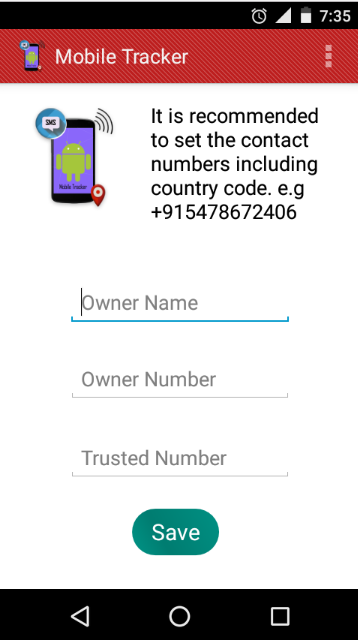 7:35
Mobile Tracker
SMS
Mobile Tracker
It is recommended
to set the contact
numbers including
country code. e.g
+915478672406
Owner Name
Owner Number
Trusted Number
Save